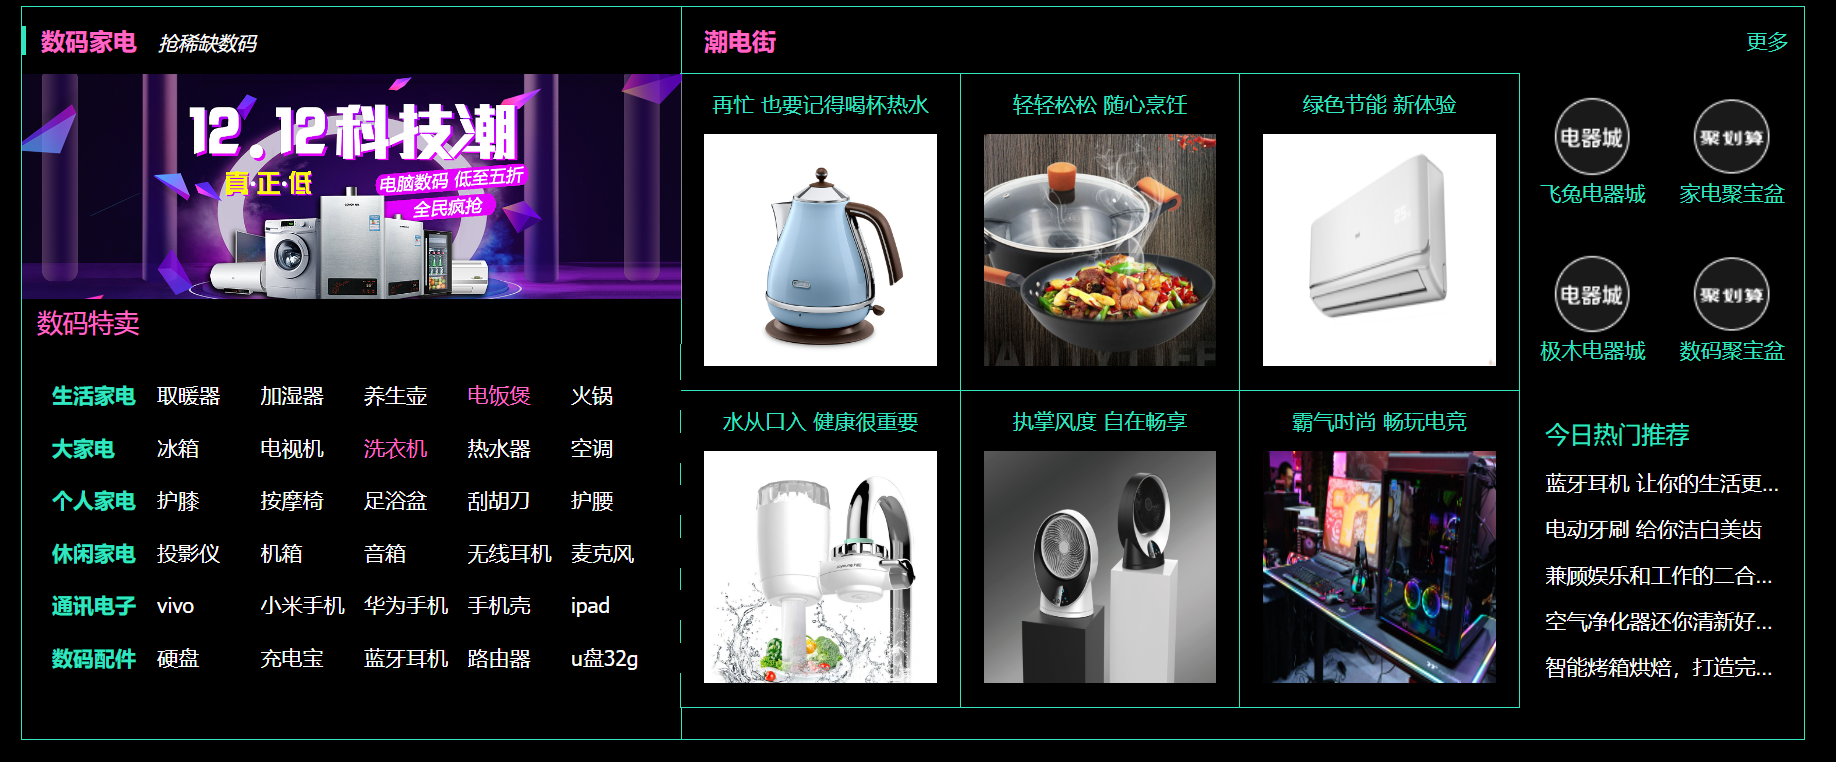 数码家电 抢稀缺数码
12.12科技潮
真·正·低
电脑数码 低至五折
全民疯抢
数码特卖
生活家电 取暖器 加湿器 养生壶 电饭煲 火锅
大家电 冰箱 电视机 洗衣机 热水器 空调
个人家电 护膝 按摩椅 足浴盆 刮胡刀 护腰
休闲家电 投影仪 机箱 音箱 无线耳机 麦克风
通讯电子 vivo 小米手机 华为手机 手机壳 ipad
数码配件 硬盘 充电宝 蓝牙耳机 路由器 u盘32g
潮电街 更多
再忙 也要记得喝杯热水
轻轻松松 随心烹饪
绿色节能 新体验
水从口入 健康很重要
执掌风度 自在畅享
霸气时尚 畅玩电竞
电器城
飞兔电器城
聚划算
家电聚宝盆
电器城
极木电器城
聚划算
数码聚宝盆
今日热门推荐
蓝牙耳机 让你的生活更...
电动牙刷 给你洁白美齿
兼顾娱乐和工作的二合...
空气净化器还你清新好...
智能烤箱烘焙，打造完...